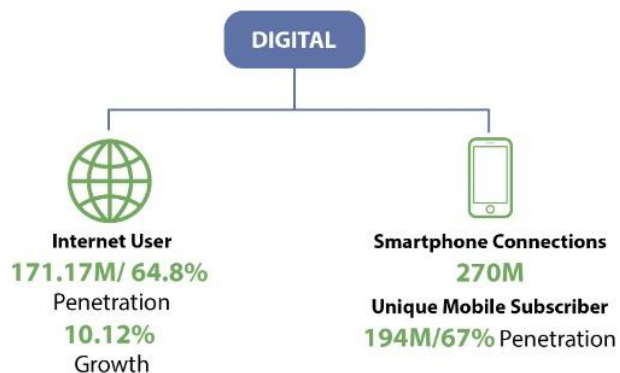 DIGITAL
Internet User
171.17M/ 64.8%
Penetration
10.12%
Growth
Smartphone Connections
270M
Unique Mobile Subscriber
194M/67% Penetration